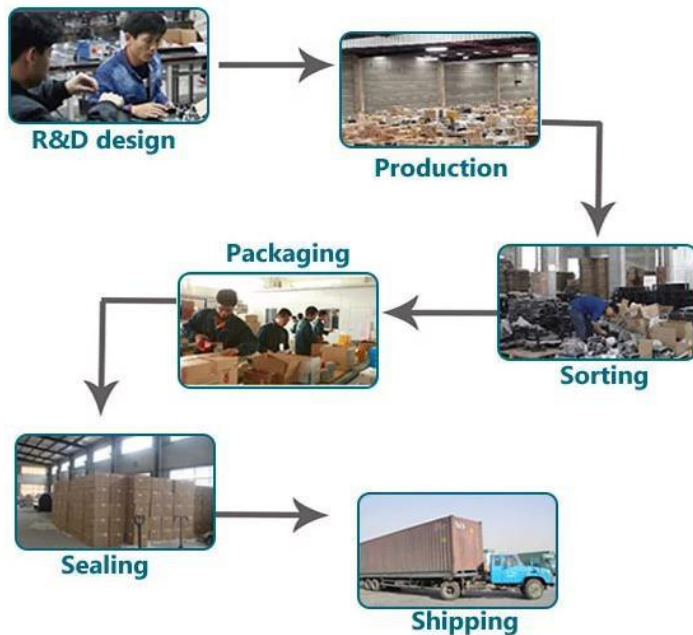 R&D design
Production
Sorting
Packaging
Sealing
Shipping